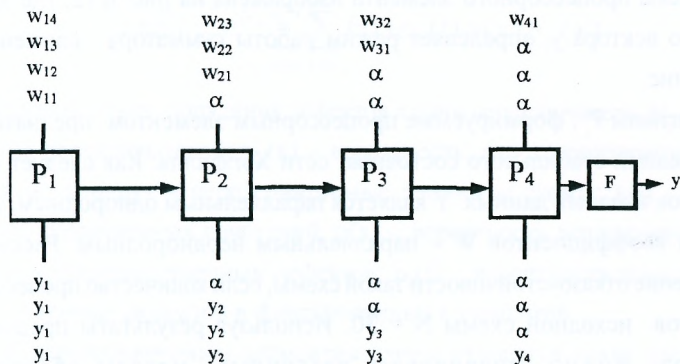 w14 w23 w32 w41
w13 w22 w31 α
w12 w21 α α
w11 α α α
P1 P2 P3 P4 F y
y1 α α α
y1 y2 α α
y1 y2 y3 α
y1 y2 y3 y4